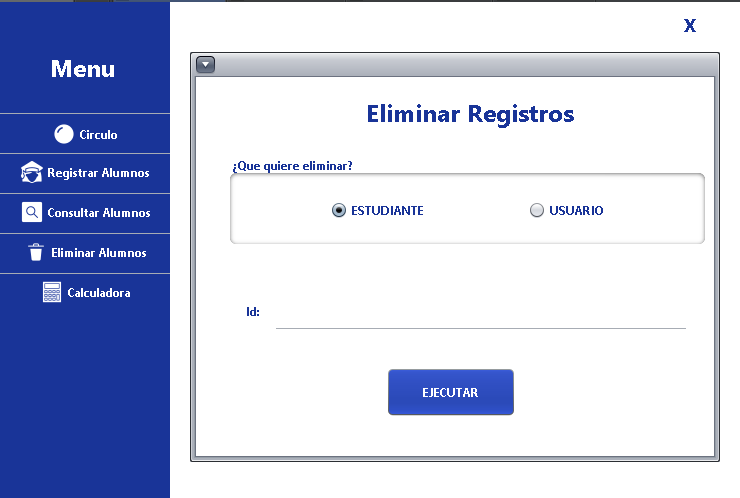 X
Menu
Circulo
Registrar Alumnos
Consultar Alumnos
Eliminar Alumnos
Calculadora
Eliminar Registros
¿Que quiere eliminar?
ESTUDIANTE USUARIO
Id:
EJECUTAR